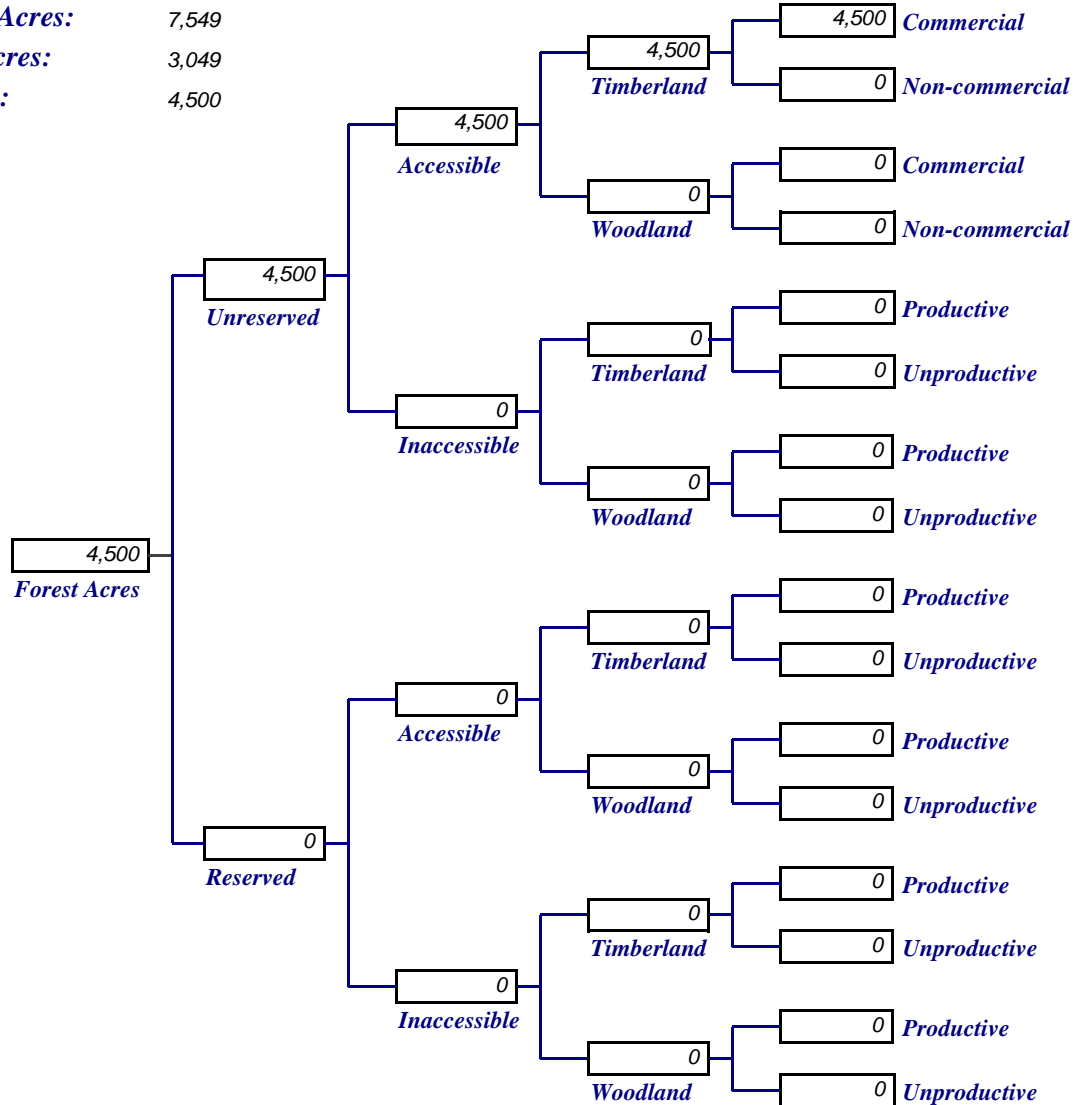 Acres: 7,549
cres: 3,049
: 4,500
4,500 Commercial
4,500
Timberland
0 Non-commercial
4,500
Accessible
0 Commercial
0
Woodland
0 Non-commercial
4,500
Unreserved
0 Productive
0
Timberland
0 Unproductive
0
Inaccessible
0 Productive
0
Woodland
0 Unproductive
4,500
Forest Acres
0 Productive
0
Timberland
0 Unproductive
0
Accessible
0 Productive
0
Woodland
0 Unproductive
0
Reserved
0 Productive
0
Timberland
0 Unproductive
0
Inaccessible
0 Productive
0
Woodland
0 Unproductive